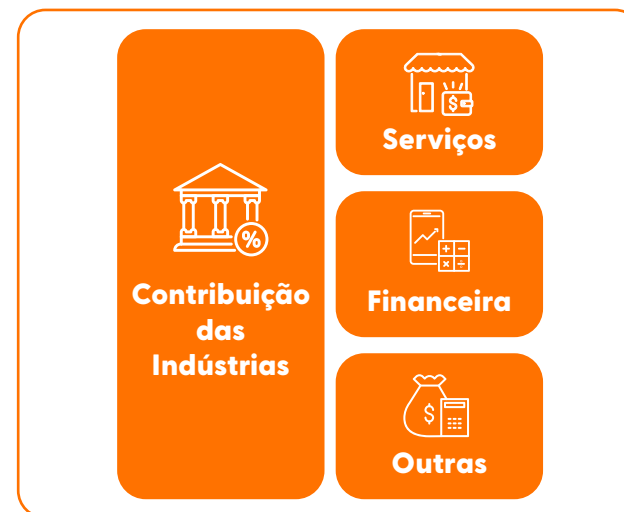 Contribuição
das
Indústrias
Serviços
Financeira
Outras